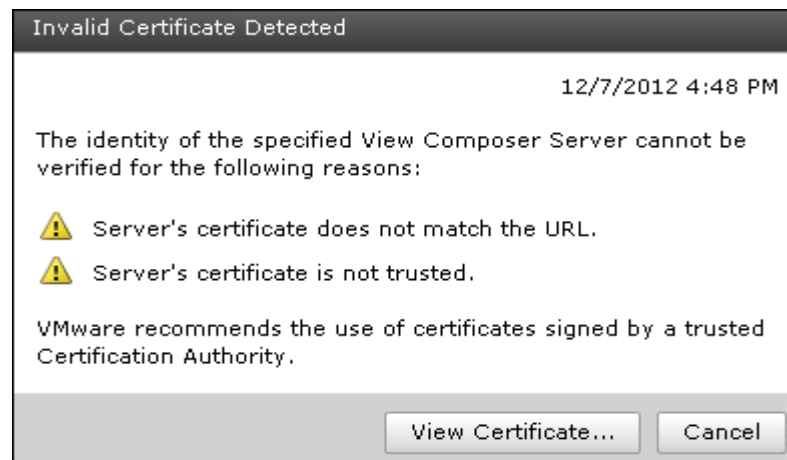 Invalid Certificate Detected
12/7/2012 4:48 PM
The identity of the specified View Composer Server cannot be
verified for the following reasons:
Server's certificate does not match the URL.
Server's certificate is not trusted.
VMware recommends the use of certificates signed by a trusted
Certification Authority.
View Certificate... Cancel